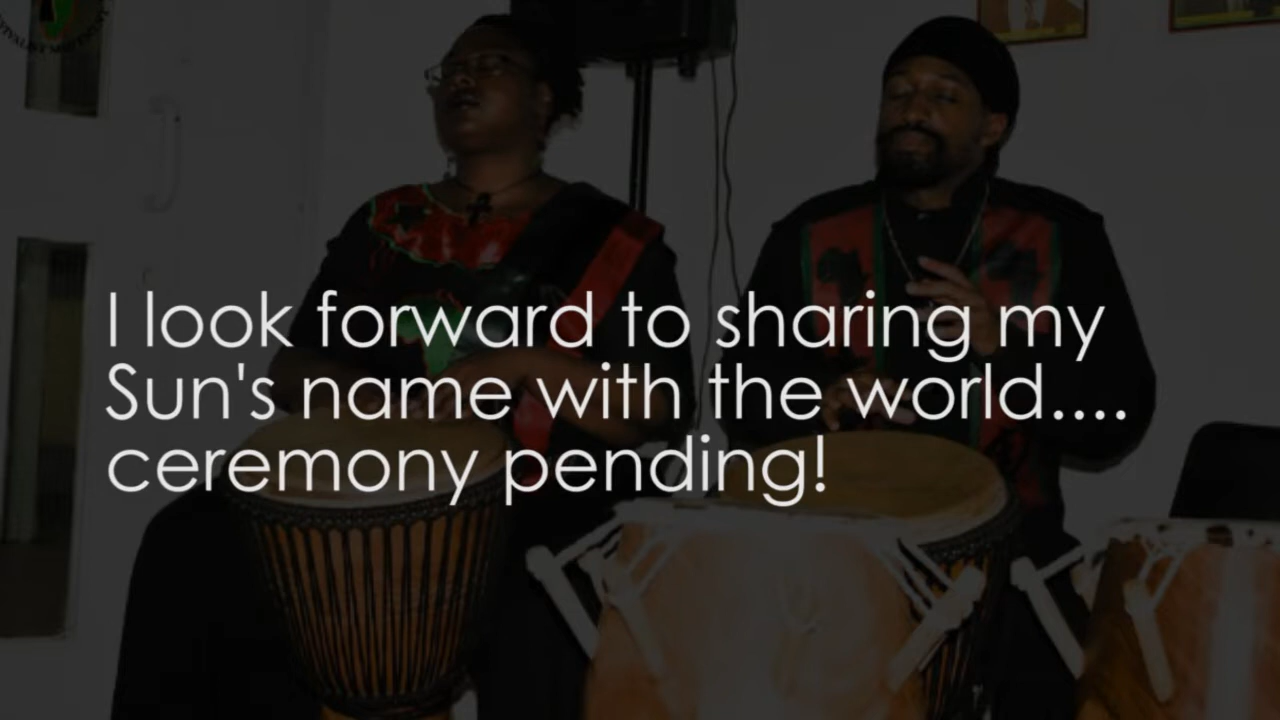 I look forward to sharing my
Sun's name with the world....
ceremony pending!